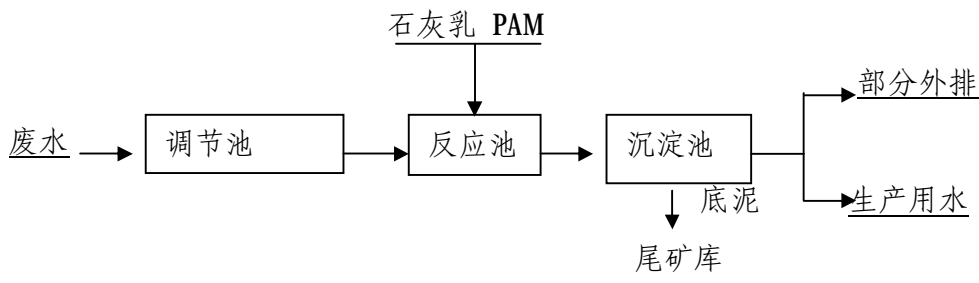 石灰乳 PAM
部分外排
废水
调节池
反应池
沉淀池
底泥
生产用水
尾矿库